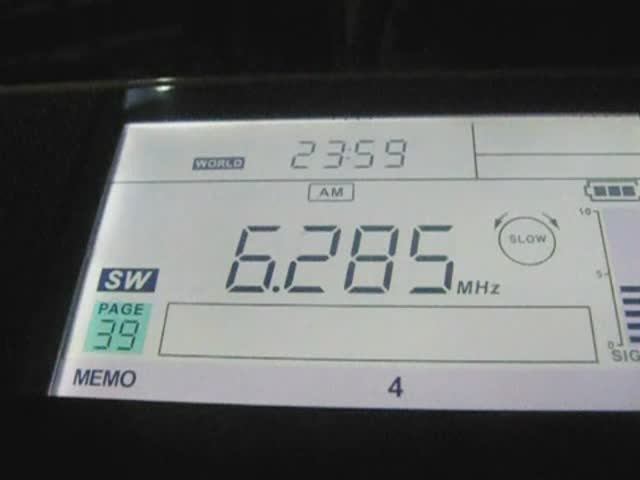 WORLD 23:59
AM
10
SLOW
6.285 MHz
5
SW
PAGE
39
0
SIG
MEMO 4